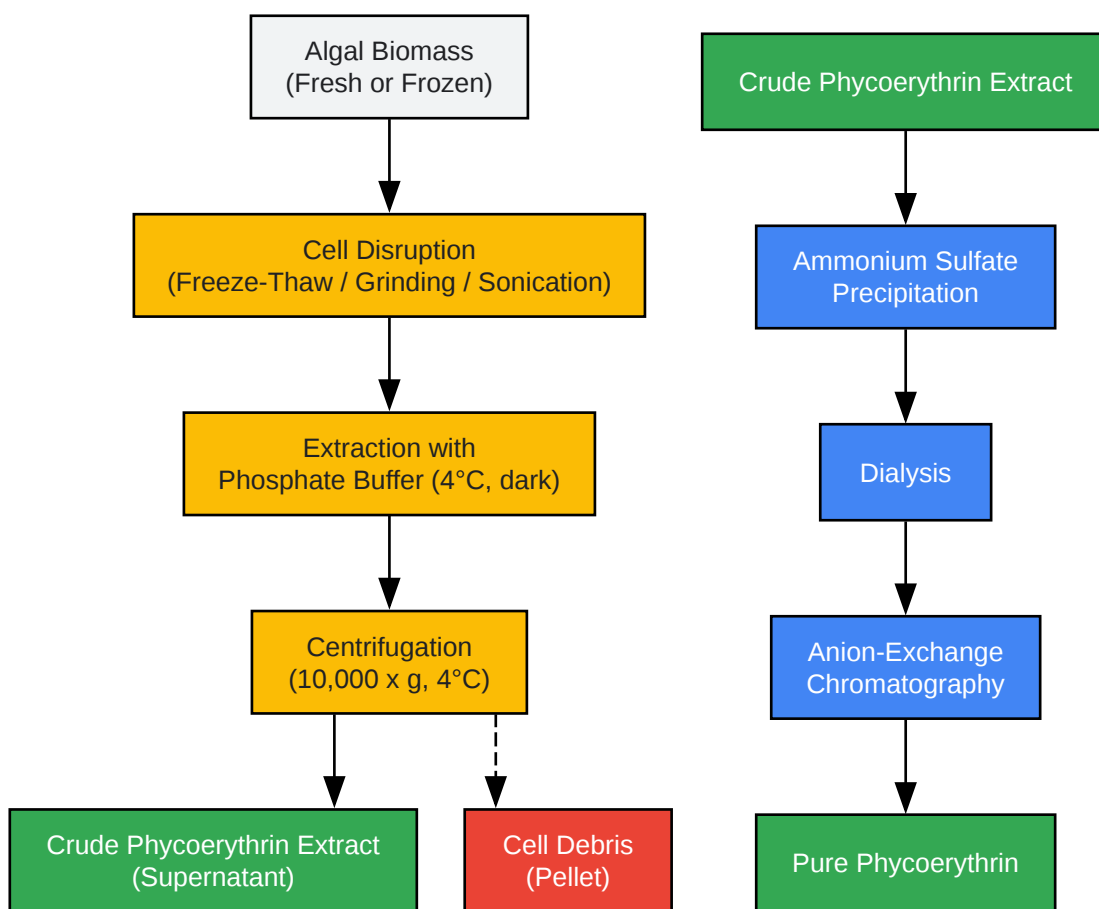 Algal Biomass
(Fresh or Frozen)
Cell Disruption
(Freeze-Thaw / Grinding / Sonication)
Extraction with
Phosphate Buffer (4°C, dark)
Centrifugation
(10,000 x g, 4°C)
Crude Phycoerythrin Extract
(Supernatant)
Cell Debris
(Pellet)
Crude Phycoerythrin Extract
Ammonium Sulfate
Precipitation
Dialysis
Anion-Exchange
Chromatography
Pure Phycoerythrin